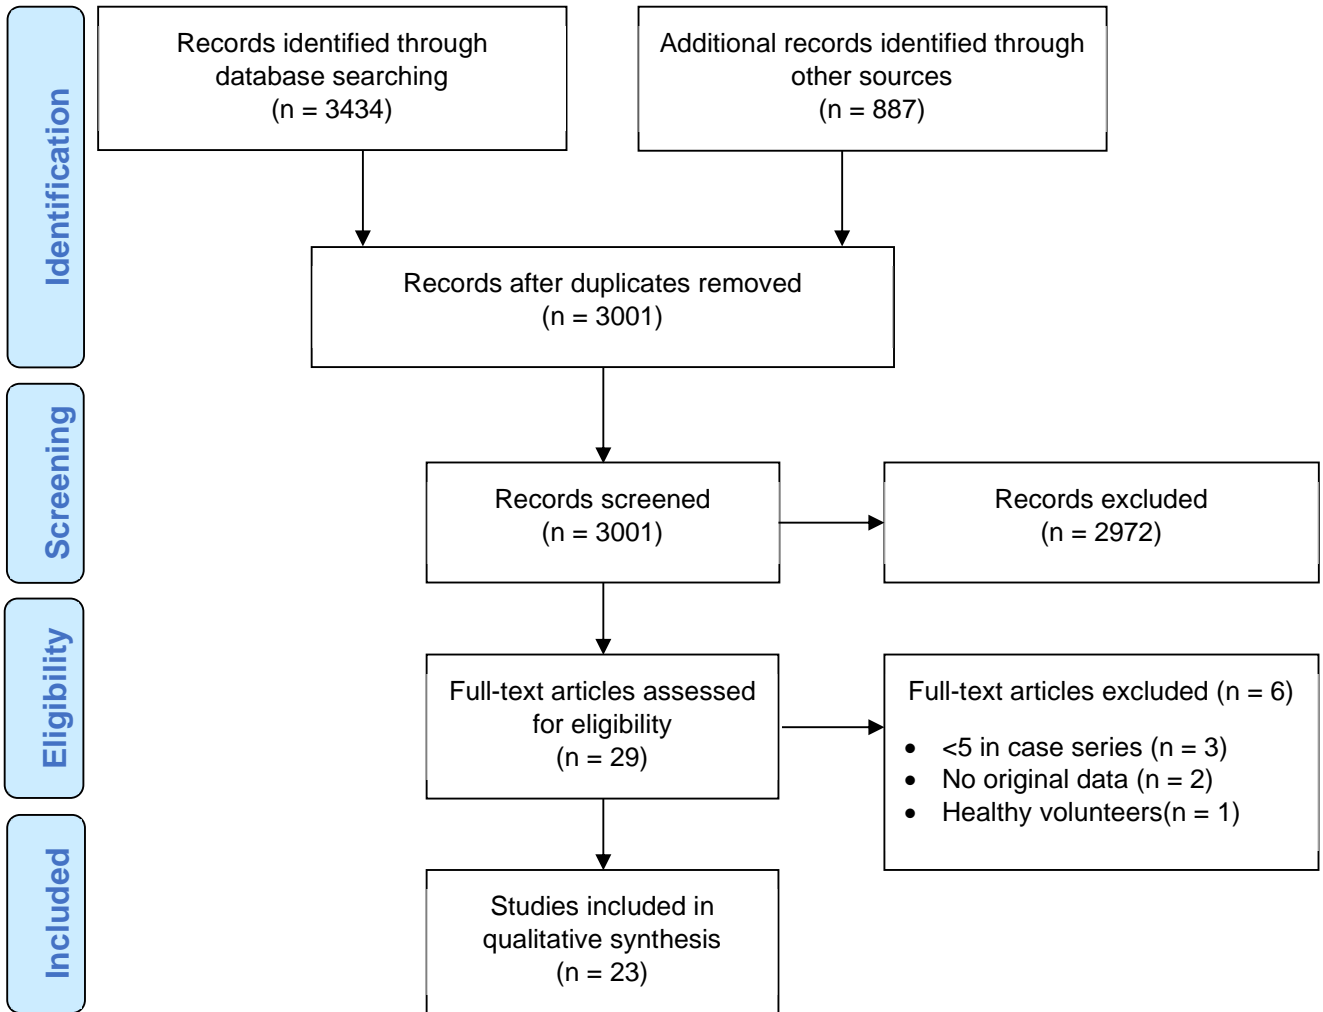 Identification
Records identified through
database searching
(n = 3434)
Additional records identified through
other sources
(n = 887)
Records after duplicates removed
(n = 3001)
Screening
Records screened
(n = 3001)
Records excluded
(n = 2972)
Eligibility
Full-text articles assessed
for eligibility
(n = 29)
Full-text articles excluded (n = 6)
• <5 in case series (n = 3)
• No original data (n = 2)
• Healthy volunteers(n = 1)
Included
Studies included in
qualitative synthesis
(n = 23)